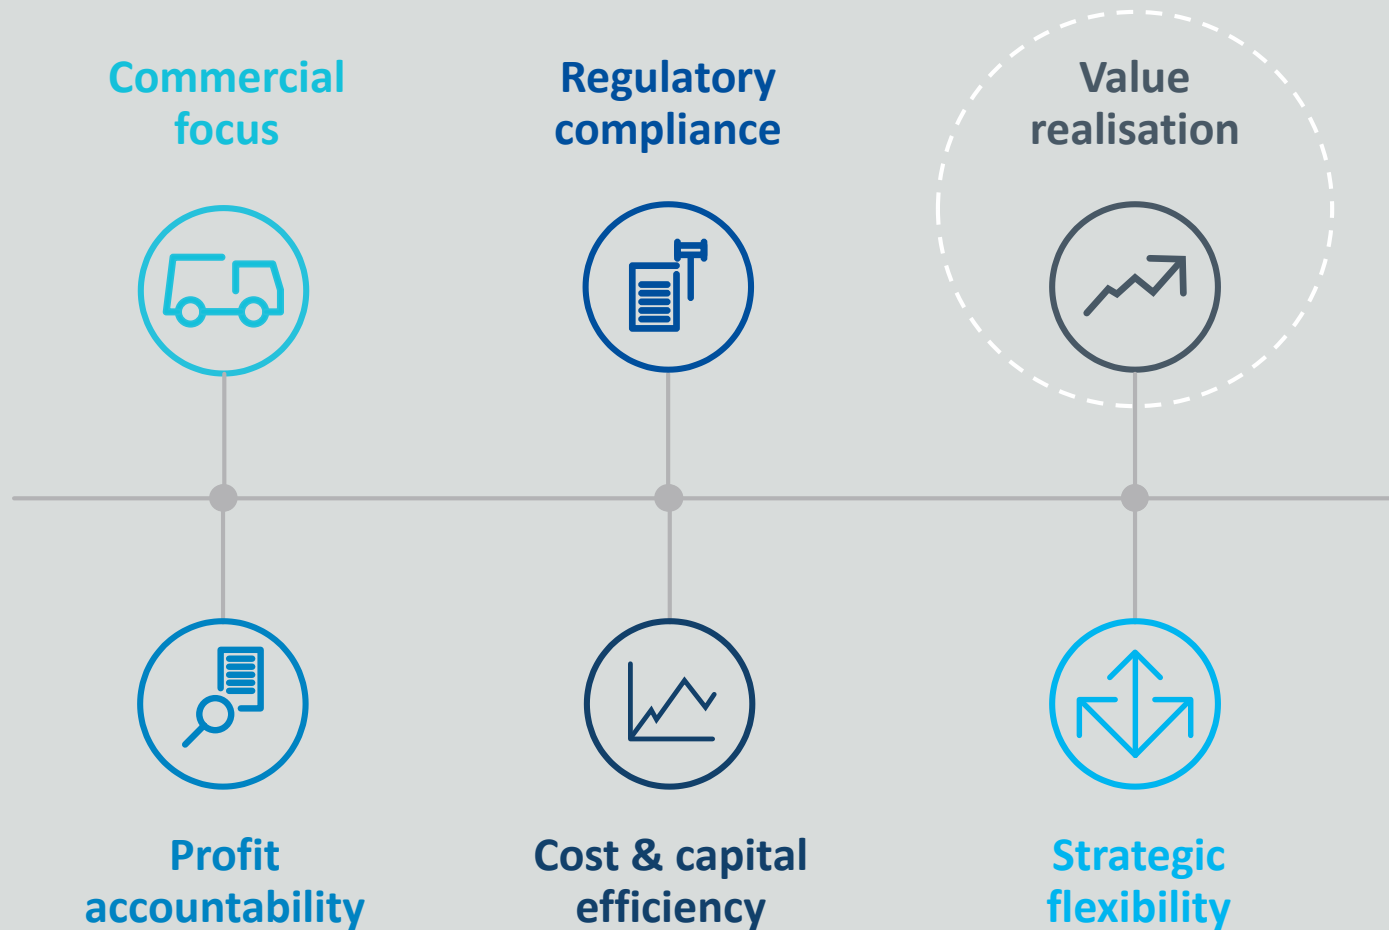 Commercial
focus
Regulatory
compliance
Value
realisation
Profit
accountability
Cost & capital
efficiency
Strategic
flexibility